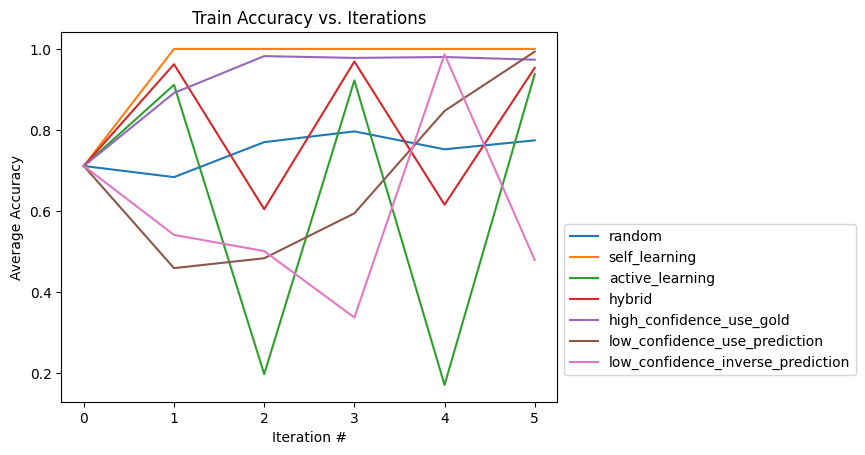 Train Accuracy vs. Iterations
Average Accuracy
1.0
0.8
0.6
0.4
0.2
0 1 2 3 4 5
Iteration #
random
self_learning
active_learning
hybrid
high_confidence_use_gold
low_confidence_use_prediction
low_confidence_inverse_prediction